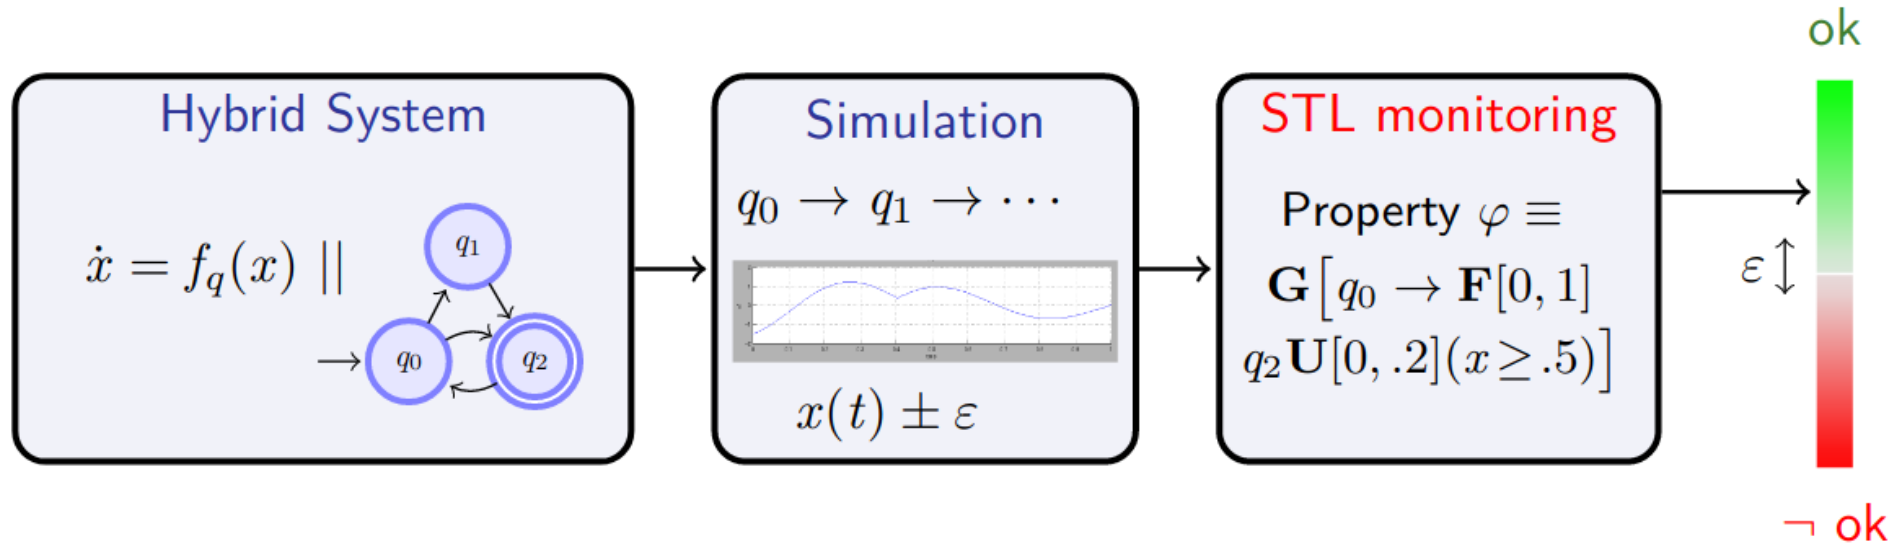 Hybrid System
ẋ = f_q(x) ||
q₁
q₀
q₂
Simulation
q₀ → q₁ → ⋯
x(t) ± ε
STL monitoring
Property φ ≡
G[q₀ → F[0, 1]
q₂U[0, .2](x ≥ .5)]
ok
ε
¬ ok